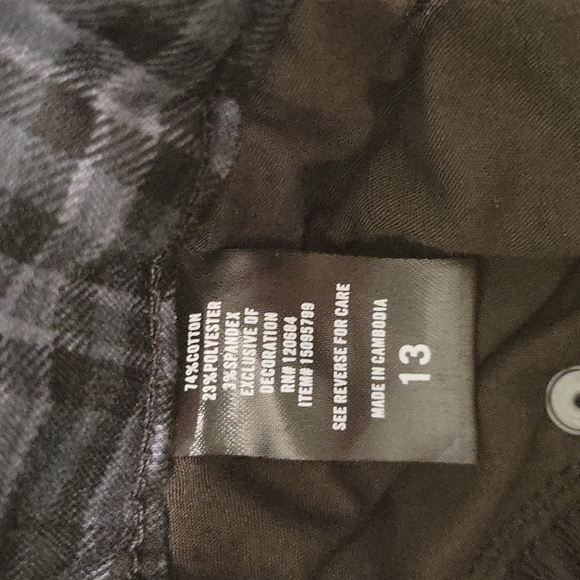 74%COTTON
23%POLYESTER
3%SPANDEX
EXCLUSIVE OF
DECORATION
RN# 120684
ITEM# 15095799
SEE REVERSE FOR CARE
MADE IN CAMBODIA
13